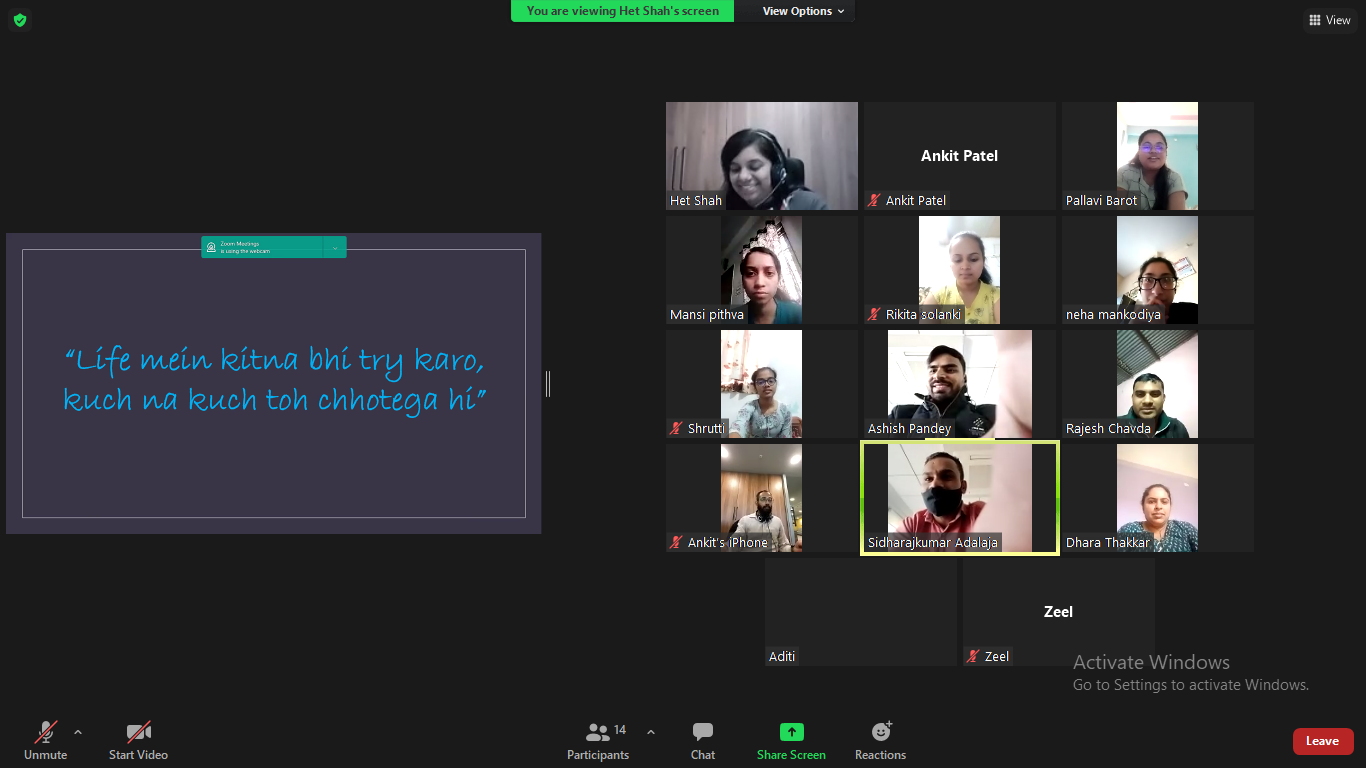 You are viewing Het Shah's screen
View Options
View
Zoom Meetings
is using the webcam
“Life mein kitna bhi try karo,
kuch na kuch toh chhotega hi”
Het Shah
Ankit Patel
Ankit Patel
Pallavi Barot
Mansi pithva
Rikita solanki
neha mankodiya
Shrutti
Ashish Pandey
Rajesh Chavda
Ankit's iPhone
Sidharajkumar Adalaja
Dhara Thakkar
Aditi
Zeel
Zeel
Activate Windows
Go to Settings to activate Windows.
Unmute
Start Video
14
Participants
Chat
Share Screen
Reactions
Leave